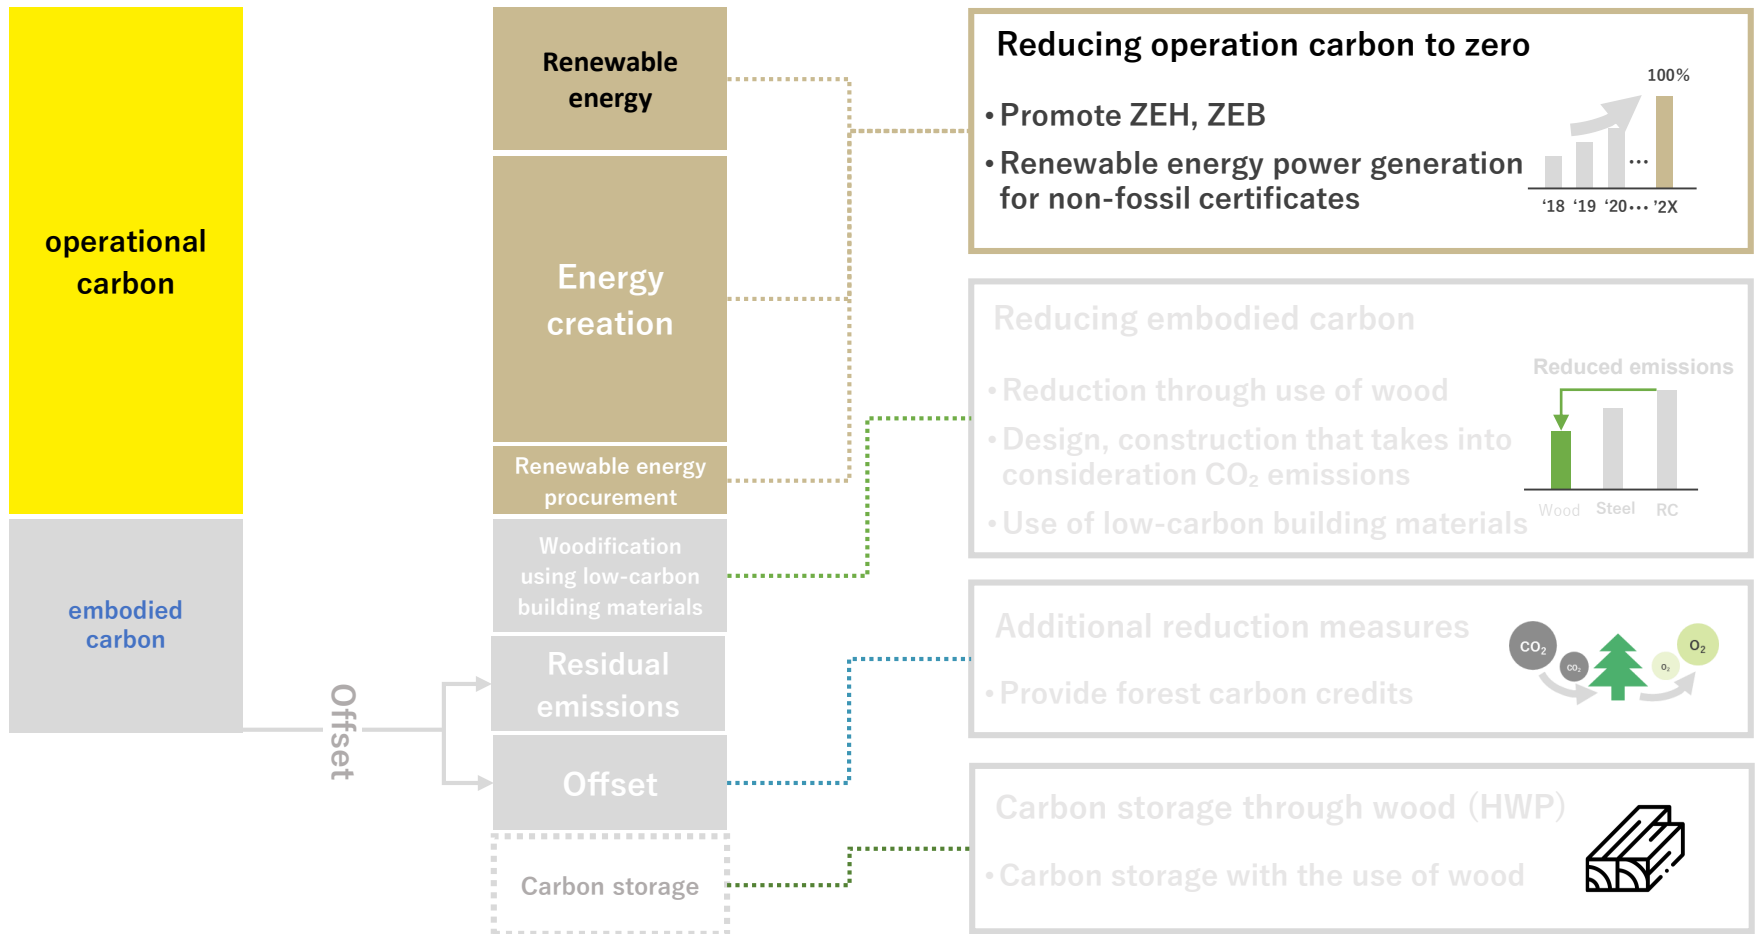 operational
carbon
embodied
carbon
Offset
Renewable
energy
Energy
creation
Renewable energy
procurement
Woodification
using low-carbon
building materials
Residual
emissions
Offset
Carbon storage
Reducing operation carbon to zero
• Promote ZEH, ZEB
• Renewable energy power generation
for non-fossil certificates
100%
...
‘18 ‘19 ‘20 ••• ’2X
Reducing embodied carbon
• Reduction through use of wood
• Design, construction that takes into
consideration CO₂ emissions
• Use of low-carbon building materials
Reduced emissions
Wood Steel RC
Additional reduction measures
• Provide forest carbon credits
CO₂ CO₂ O₂ O₂
Carbon storage through wood (HWP)
• Carbon storage with the use of wood